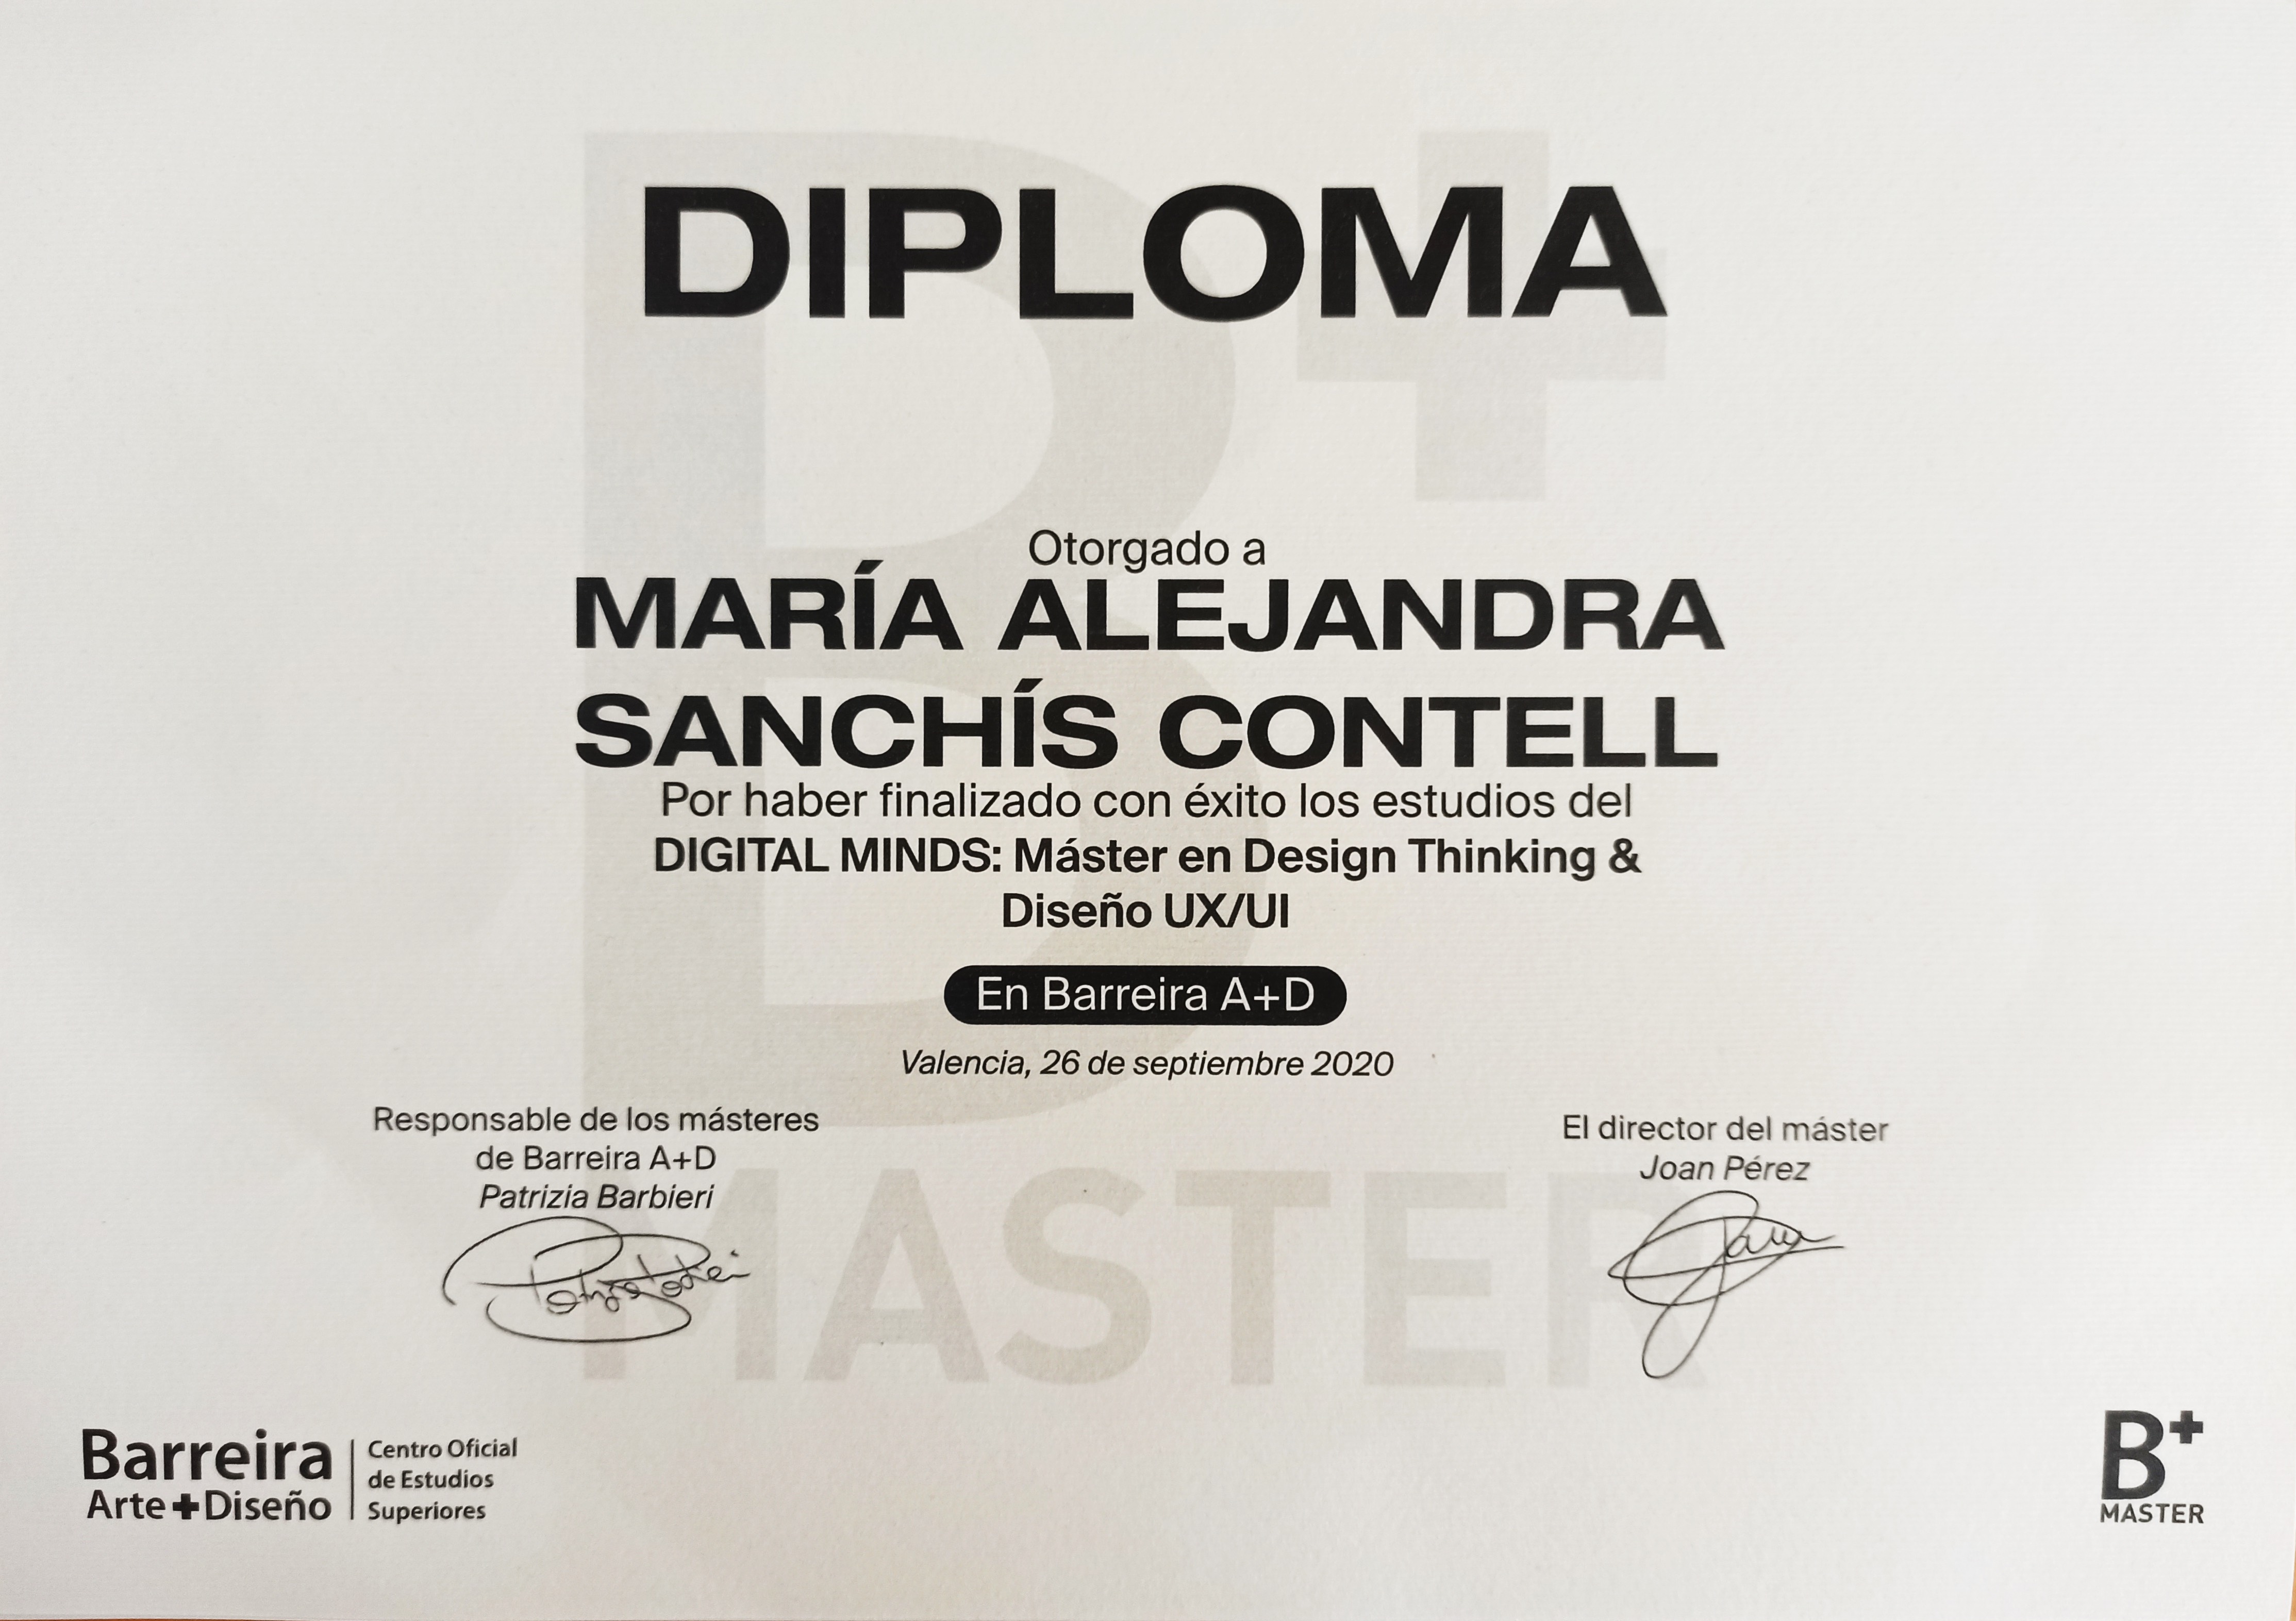 DIPLOMA
Otorgado a
MARÍA ALEJANDRA
SANCHÍS CONTELL
Por haber finalizado con éxito los estudios del
DIGITAL MINDS: Máster en Design Thinking &
Diseño UX/UI
En Barreira A+D
Valencia, 26 de septiembre 2020
Responsable de los másteres
de Barreira A+D
Patrizia Barbieri
El director del máster
Joan Pérez
B+
MASTER
Barreira
Arte+Diseño
Centro Oficial
de Estudios
Superiores
B+
MASTER